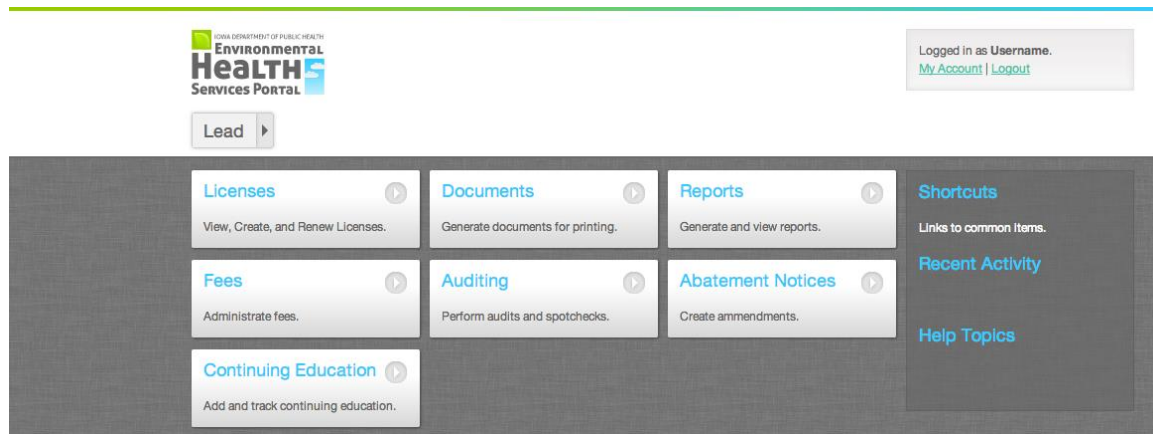 IOWA DEPARTMENT OF PUBLIC HEALTH
ENVIRONMENTAL
HEALTH
SERVICES PORTAL
Logged in as Username.
My Account | Logout
Lead
Licenses
View, Create, and Renew Licenses.
Documents
Generate documents for printing.
Reports
Generate and view reports.
Shortcuts
Links to common items.
Fees
Administrate fees.
Auditing
Perform audits and spotchecks.
Abatement Notices
Create ammendments.
Recent Activity
Help Topics
Continuing Education
Add and track continuing education.